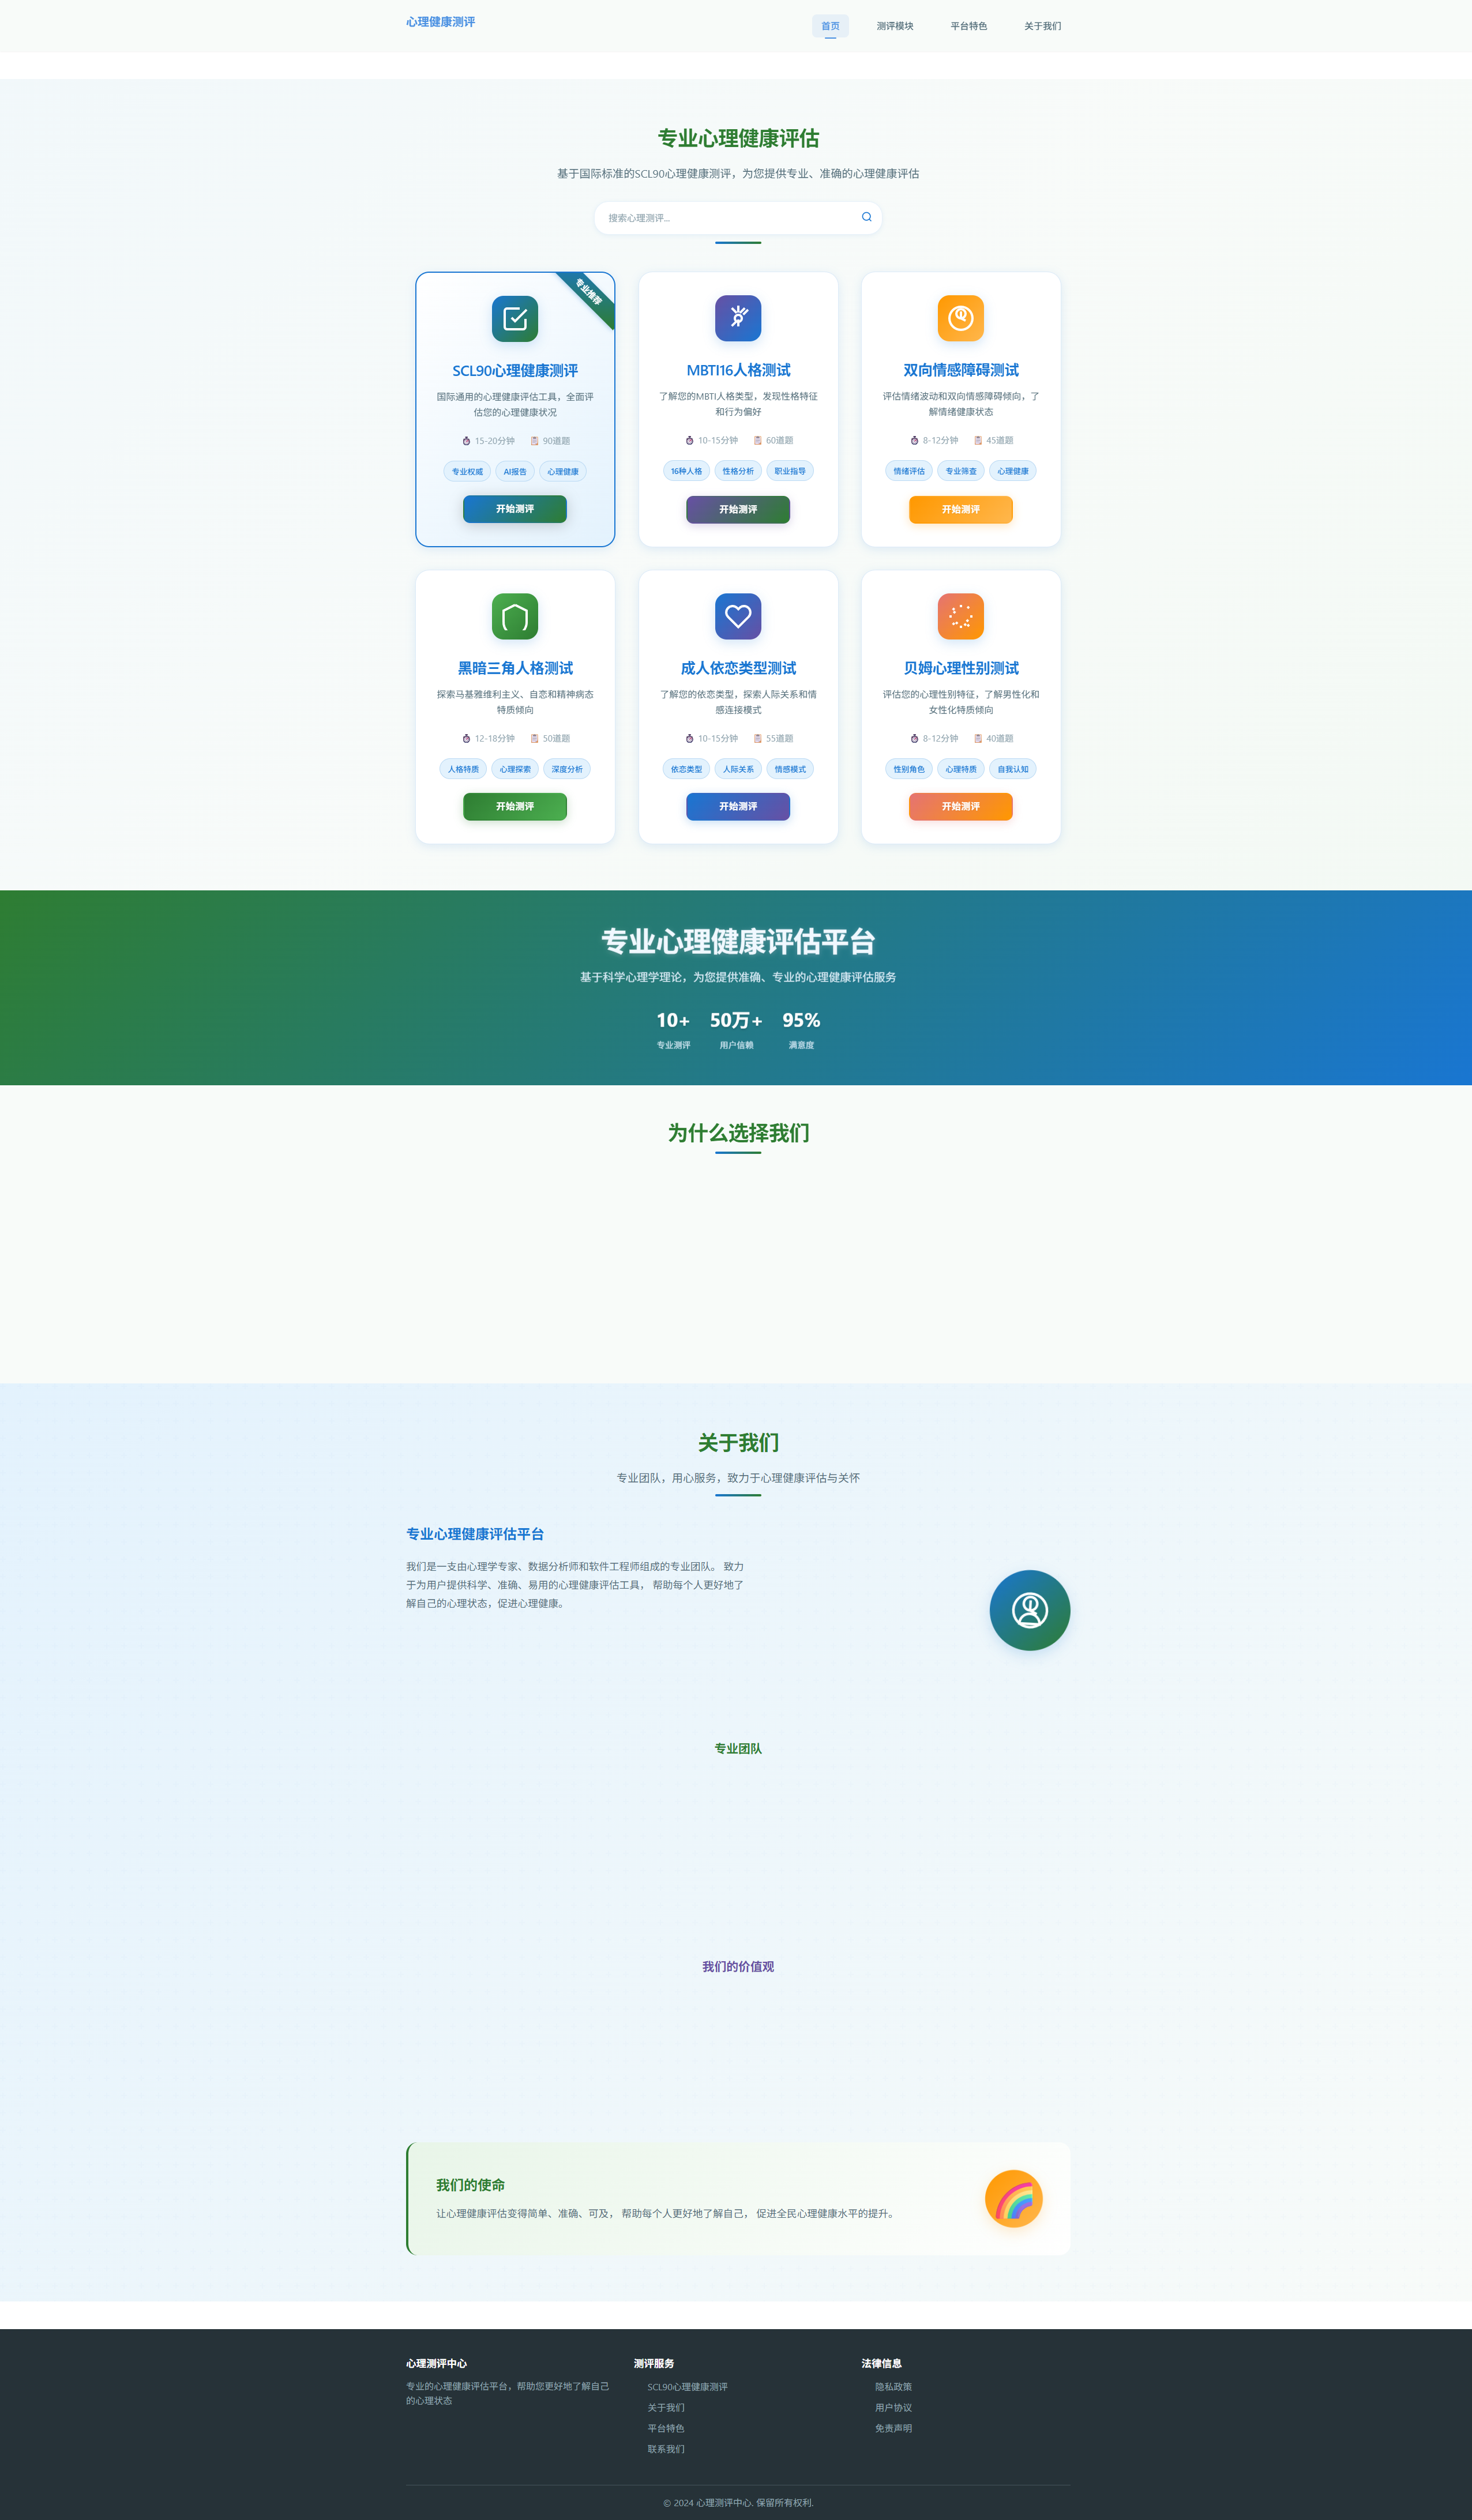 心理健康测评
首页
测评模块
平台特色
关于我们
专业心理健康评估
基于国际标准的SCL90心理健康测评，为您提供专业、准确的心理健康评估
搜索心理测评...
专业推荐
SCL90心理健康测评
国际通用的心理健康评估工具，全面评
估您的心理健康状况
15-20分钟
90道题
专业权威
AI报告
心理健康
开始测评
MBTI16人格测试
了解您的MBTI人格类型，发现性格特征
和行为偏好
10-15分钟
60道题
16种人格
性格分析
职业指导
开始测评
双向情感障碍测试
评估情绪波动和双向情感障碍倾向，了
解情绪健康状态
8-12分钟
45道题
情绪评估
专业筛查
心理健康
开始测评
黑暗三角人格测试
探索马基雅维利主义、自恋和精神病态
特质倾向
12-18分钟
50道题
人格特质
心理探索
深度分析
开始测评
成人依恋类型测试
了解您的依恋类型，探索人际关系和情
感连接模式
10-15分钟
55道题
依恋类型
人际关系
情感模式
开始测评
贝姆心理性别测试
评估您的心理性别特征，了解男性化和
女性化特质倾向
8-12分钟
40道题
性别角色
心理特质
自我认知
开始测评
专业心理健康评估平台
基于科学心理学理论，为您提供准确、专业的心理健康评估服务
10+
专业测评
50万+
用户信赖
95%
满意度
为什么选择我们
关于我们
专业团队，用心服务，致力于心理健康评估与关怀
专业心理健康评估平台
我们是一支由心理学专家、数据分析师和软件工程师组成的专业团队。 致力
于为用户提供科学、准确、易用的心理健康评估工具， 帮助每个人更好地了
解自己的心理状态，促进心理健康。
专业团队
我们的价值观
我们的使命
让心理健康评估变得简单、准确、可及， 帮助每个人更好地了解自己， 促进全民心理健康水平的提升。
心理测评中心
专业的心理健康评估平台，帮助您更好地了解自己
的心理状态
测评服务
SCL90心理健康测评
关于我们
平台特色
联系我们
法律信息
隐私政策
用户协议
免责声明
© 2024 心理测评中心. 保留所有权利.